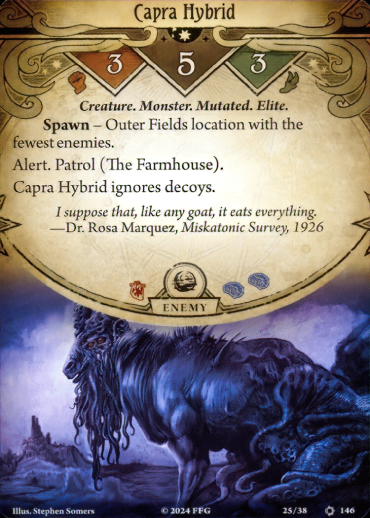 Capra Hybrid
3 5 3
Creature. Monster. Mutated. Elite.
Spawn – Outer Fields location with the
fewest enemies.
Alert. Patrol (The Farmhouse).
Capra Hybrid ignores decoys.
I suppose that, like any goat, it eats everything.
—Dr. Rosa Marquez, Miskatonic Survey, 1926
ENEMY
Illus. Stephen Somers © 2024 FFG 25/38 146